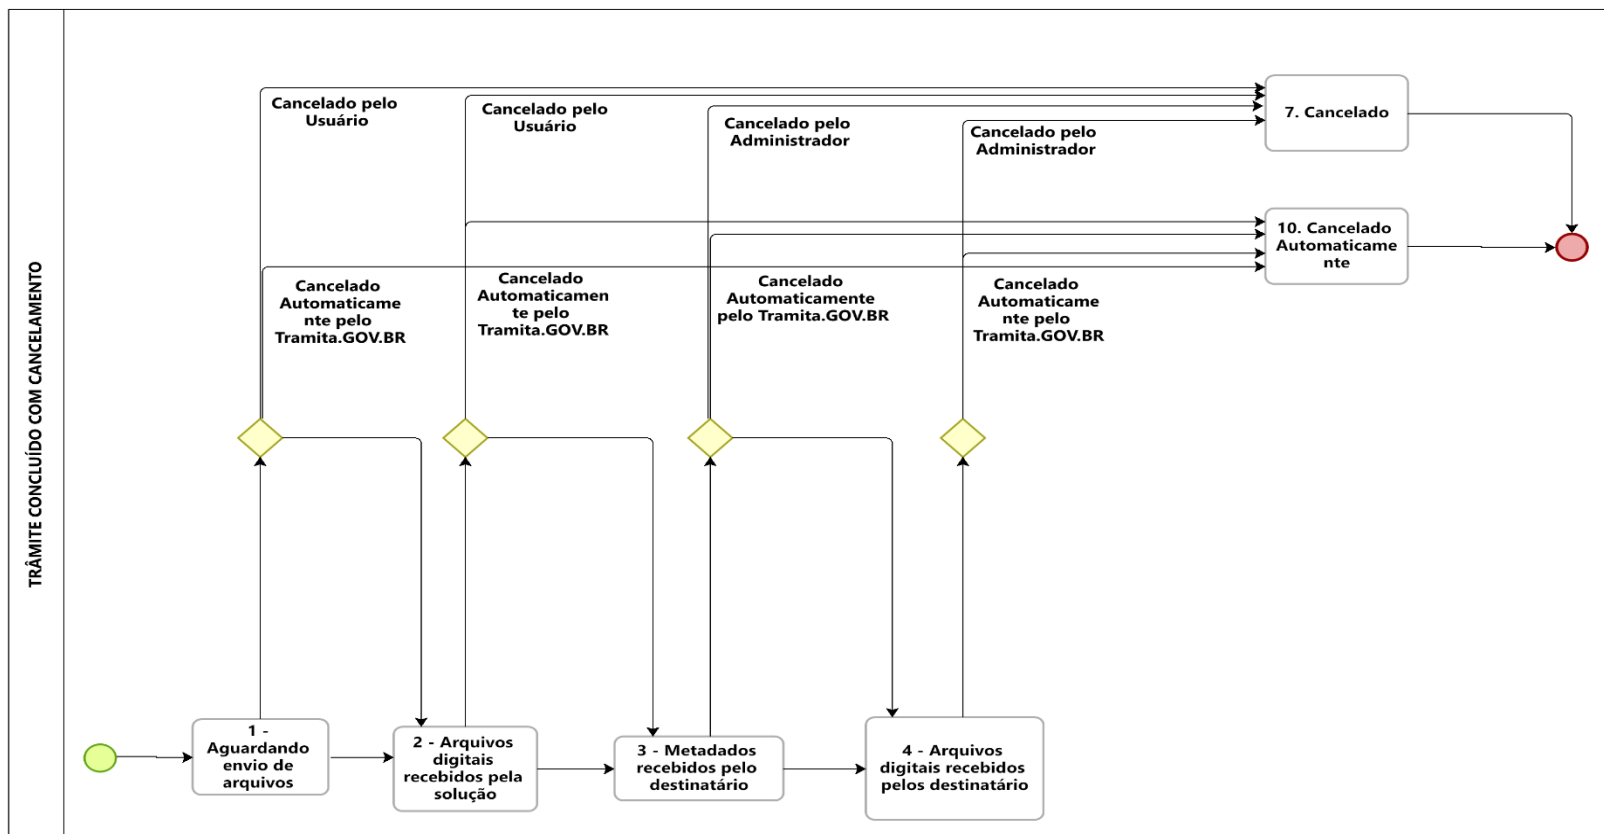 TRÂMITE CONCLUÍDO COM CANCELAMENTO
Cancelado pelo
Usuário
Cancelado pelo
Usuário
Cancelado pelo
Administrador
Cancelado pelo
Administrador
7. Cancelado
10. Cancelado
Automaticame
nte
Cancelado
Automaticame
nte pelo
Tramita.GOV.BR
Cancelado
Automaticamen
te pelo
Tramita.GOV.BR
Cancelado
Automaticamente
pelo Tramita.GOV.BR
Cancelado
Automaticame
nte pelo
Tramita.GOV.BR
1 -
Aguardando
envio de
arquivos
2 - Arquivos
digitais
recebidos pela
solução
3 - Metadados
recebidos pelo
destinatário
4 - Arquivos
digitais recebidos
pelos destinatário